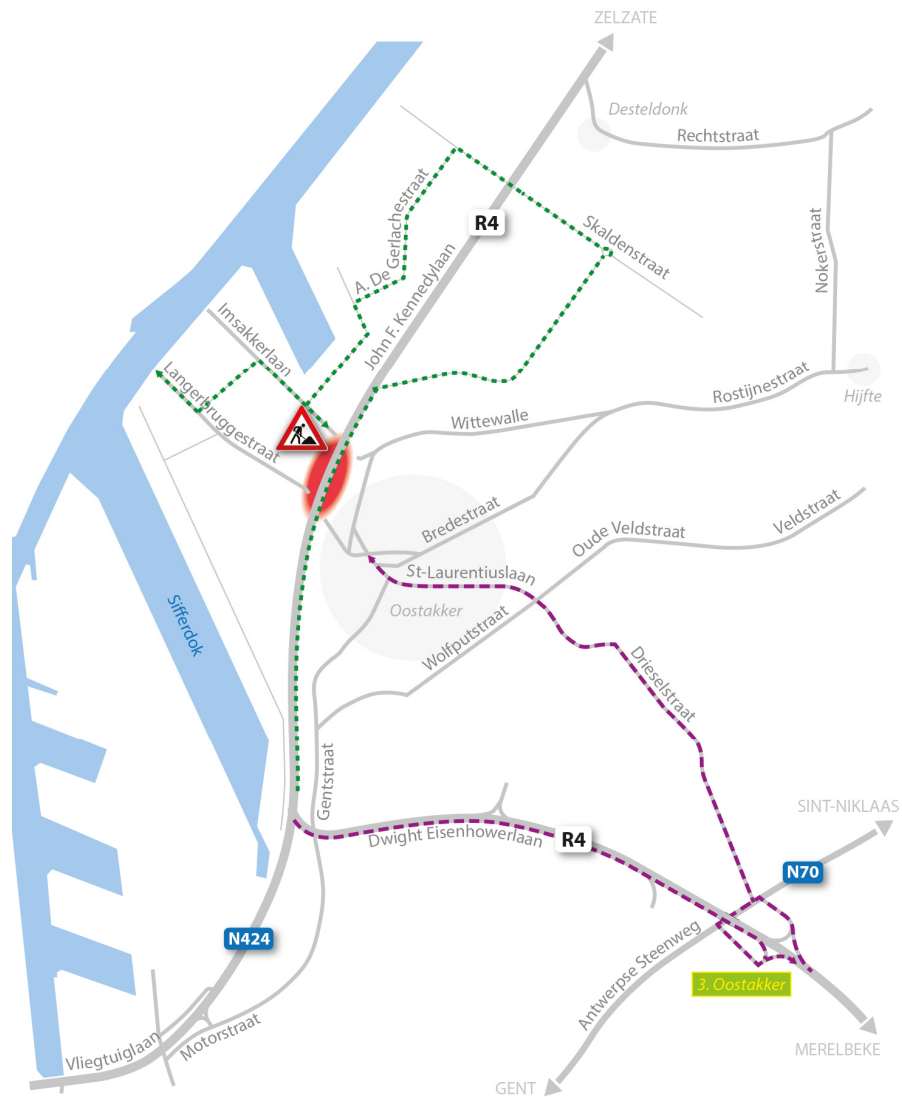 ZELZATE
Desteldonk
Rechtstraat
A. De Gerlachestraat
R4
Skaldenstraat
Nokerstraat
John F. Kennedylaan
Imsakkerlaan
Langerbruggestraat
Rostijnestraat
Hijfte
Wittewalle
Bredestraat
Oude Veldstraat
Veldstraat
St-Laurentiuslaan
Oostakker
Wolfputstraat
Sifferdok
Drieselstraat
Gentstraat
SINT-NIKLAAS
Dwight Eisenhowerlaan
R4
N70
N424
Antwerpse Steenweg
3. Oostakker
Vliegtuiglaan
Motorstraat
MERELBEKE
GENT